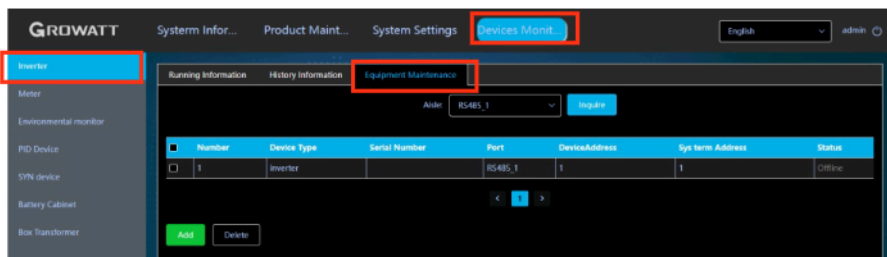 GROWATT
Systerm Infor...
Product Maint...
System Settings
Devices Monit...
English
admin
Inverter
Meter
Environmental monitor
PID Device
SYN device
Battery Cabinet
Box Transformer
Running Information
History Information
Equipment Maintenance
Aisle: RS485_1
Inquire
Number Device Type Serial Number Port DeviceAddress Sys term Address Status
1 inverter RS485_1 1 1 Offline
< 1 >
Add
Delete